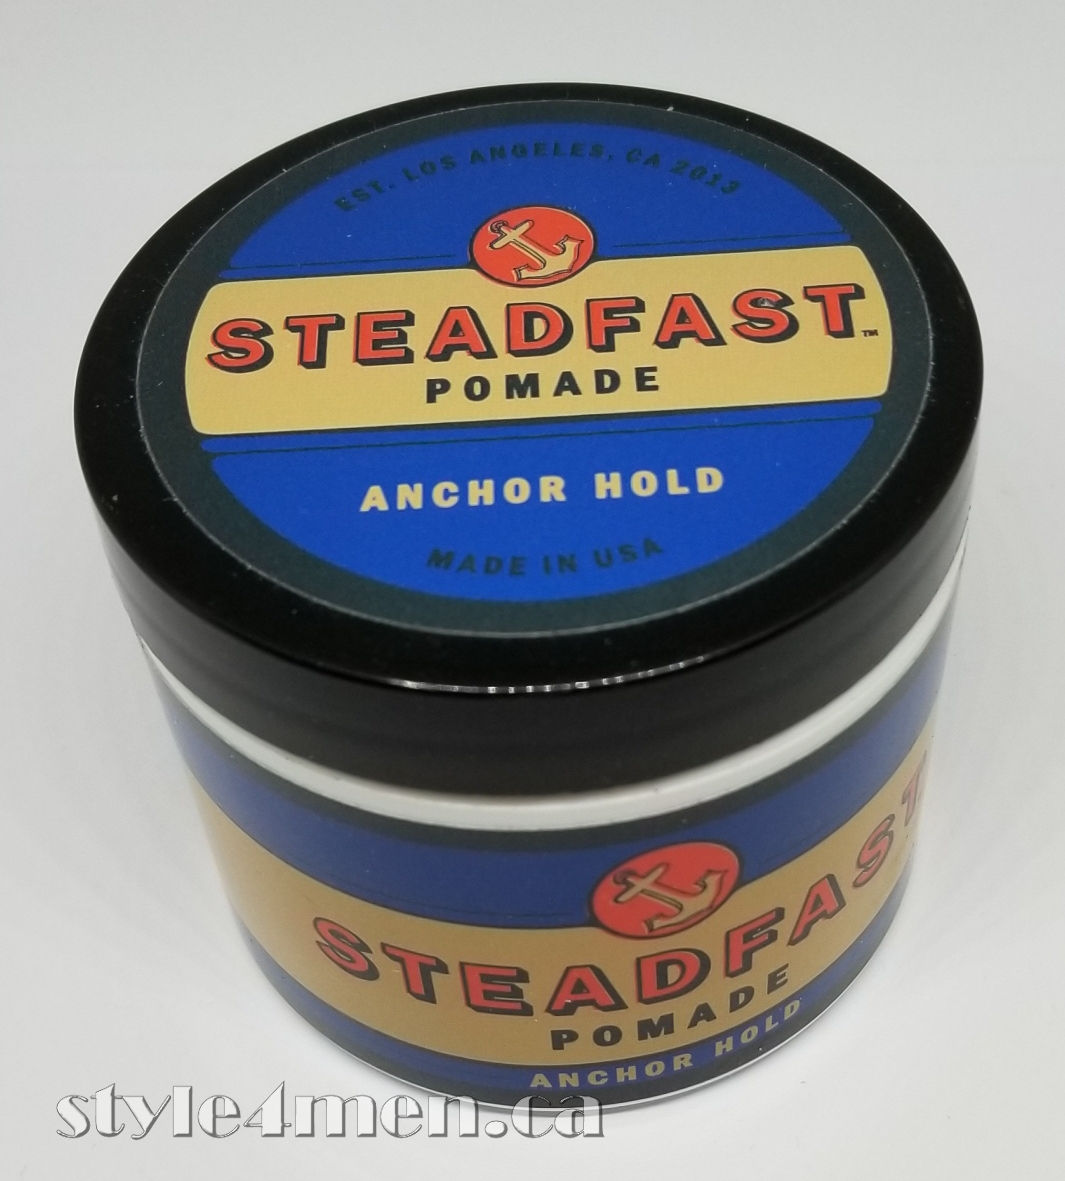 EST. LOS ANGELES, CA 2013
STEADFAST™
POMADE
ANCHOR HOLD
MADE IN USA
STEADFAST
POMADE
ANCHOR HOLD
style4men.ca